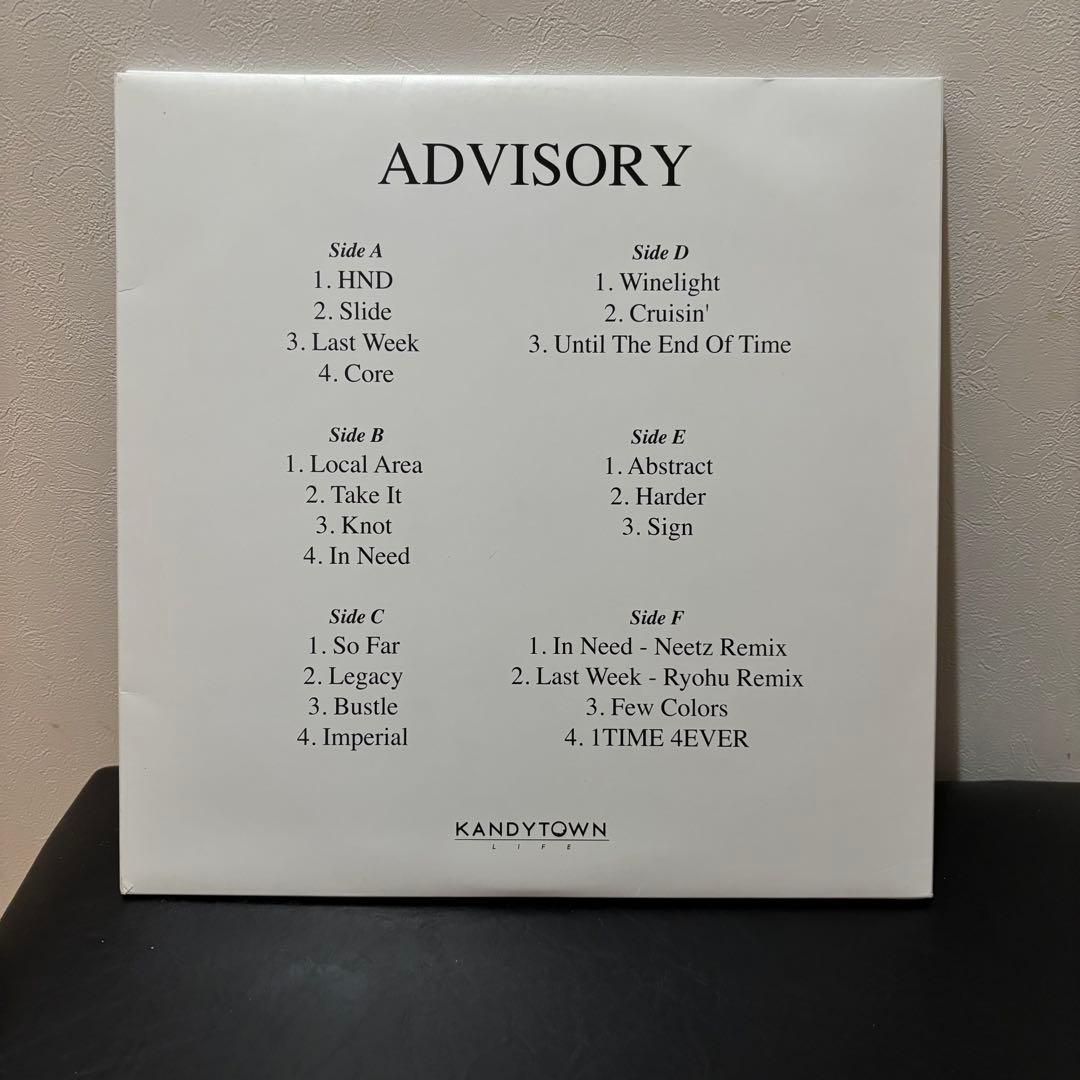 ADVISORY
Side A
1. HND
2. Slide
3. Last Week
4. Core
Side B
1. Local Area
2. Take It
3. Knot
4. In Need
Side C
1. So Far
2. Legacy
3. Bustle
4. Imperial
Side D
1. Winelight
2. Cruisin'
3. Until The End Of Time
Side E
1. Abstract
2. Harder
3. Sign
Side F
1. In Need - Neetz Remix
2. Last Week - Ryohu Remix
3. Few Colors
4. 1TIME 4EVER
KANDYTOWN
LIFE